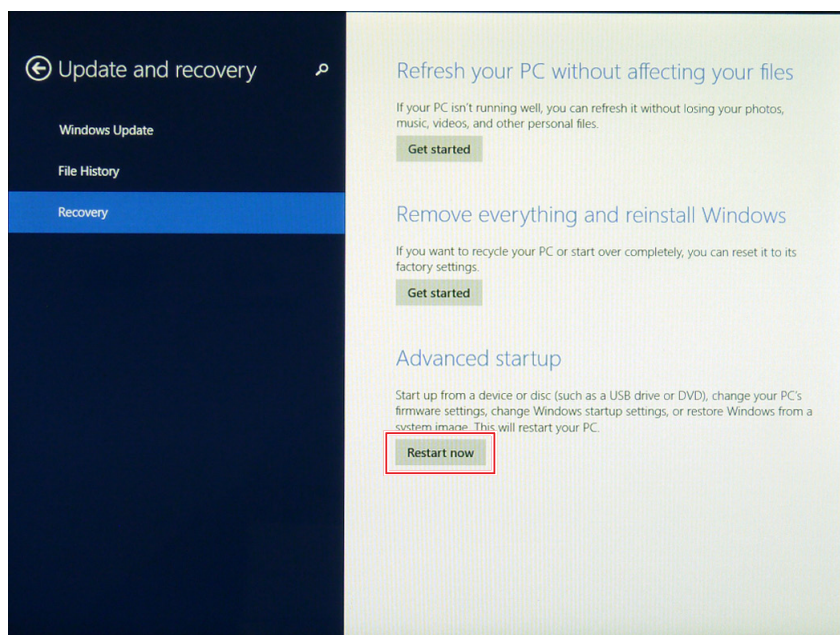 Update and recovery
Windows Update
File History
Recovery
Refresh your PC without affecting your files
If your PC isn't running well, you can refresh it without losing your photos,
music, videos, and other personal files.
Get started
Remove everything and reinstall Windows
If you want to recycle your PC or start over completely, you can reset it to its
factory settings.
Get started
Advanced startup
Start up from a device or disc (such as a USB drive or DVD), change your PC's
firmware settings, change Windows startup settings, or restore Windows from a
system image. This will restart your PC.
Restart now